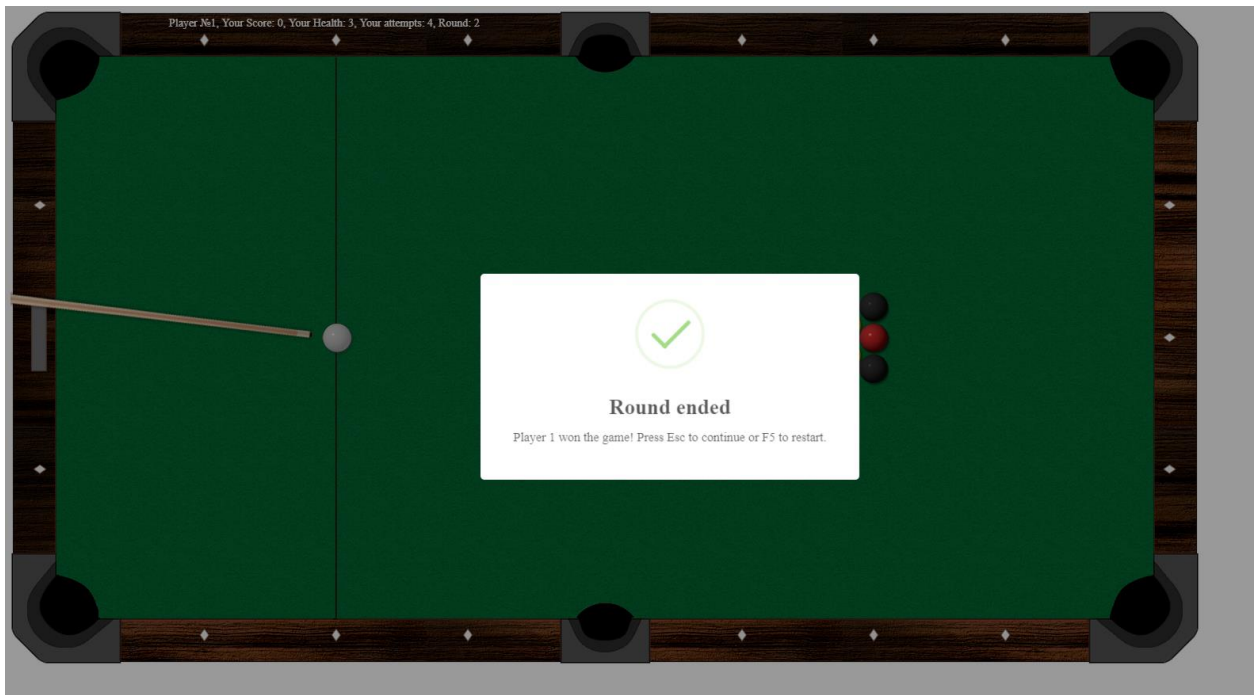 Player №1, Your Score: 0, Your Health: 3, Your attempts: 4, Round: 2
Round ended
Player 1 won the game! Press Esc to continue or F5 to restart.